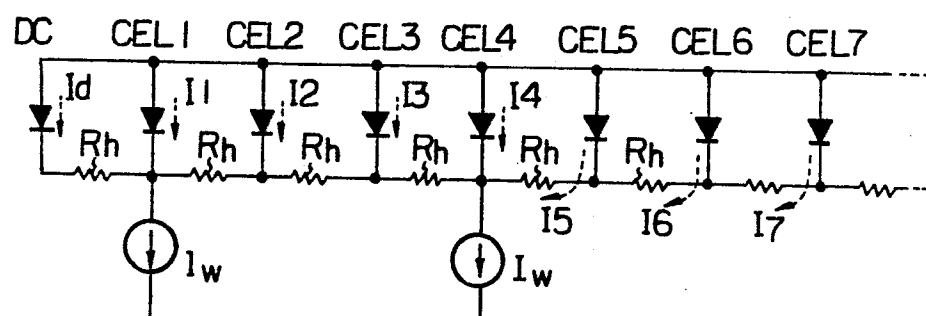 DC CEL1 CEL2 CEL3 CEL4 CEL5 CEL6 CEL7
Id I1 I2 I3 I4
Rh Rh Rh Rh Rh Rh
I5 I6 I7
Iw Iw